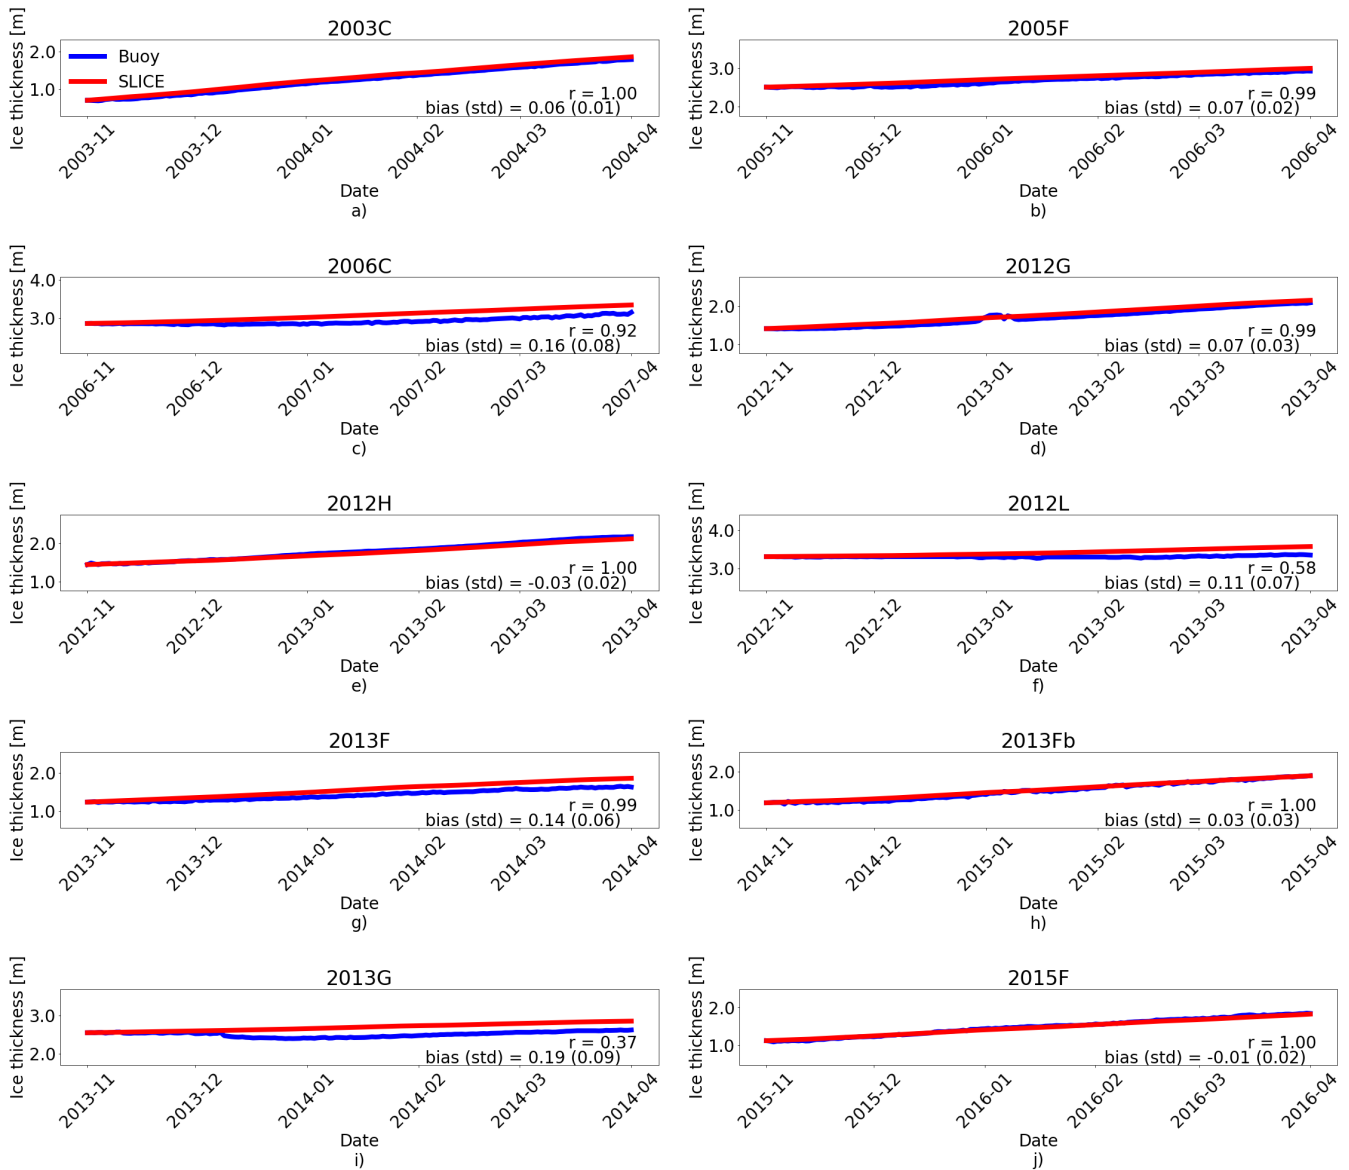 2003C
Ice thickness [m]
2.0
1.0
Buoy
SLICE
r = 1.00
bias (std) = 0.06 (0.01)
2003-11
2003-12
2004-01
2004-02
2004-03
2004-04
Date
a)
2005F
Ice thickness [m]
3.0
2.0
r = 0.99
bias (std) = 0.07 (0.02)
2005-11
2005-12
2006-01
2006-02
2006-03
2006-04
Date
b)
2006C
Ice thickness [m]
4.0
3.0
r = 0.92
bias (std) = 0.16 (0.08)
2006-11
2006-12
2007-01
2007-02
2007-03
2007-04
Date
c)
2012G
Ice thickness [m]
2.0
1.0
r = 0.99
bias (std) = 0.07 (0.03)
2012-11
2012-12
2013-01
2013-02
2013-03
2013-04
Date
d)
2012H
Ice thickness [m]
2.0
1.0
r = 1.00
bias (std) = -0.03 (0.02)
2012-11
2012-12
2013-01
2013-02
2013-03
2013-04
Date
e)
2012L
Ice thickness [m]
4.0
3.0
r = 0.58
bias (std) = 0.11 (0.07)
2012-11
2012-12
2013-01
2013-02
2013-03
2013-04
Date
f)
2013F
Ice thickness [m]
2.0
1.0
r = 0.99
bias (std) = 0.14 (0.06)
2013-11
2013-12
2014-01
2014-02
2014-03
2014-04
Date
g)
2013Fb
Ice thickness [m]
2.0
1.0
r = 1.00
bias (std) = 0.03 (0.03)
2014-11
2014-12
2015-01
2015-02
2015-03
2015-04
Date
h)
2013G
Ice thickness [m]
3.0
2.0
r = 0.37
bias (std) = 0.19 (0.09)
2013-11
2013-12
2014-01
2014-02
2014-03
2014-04
Date
i)
2015F
Ice thickness [m]
2.0
1.0
r = 1.00
bias (std) = -0.01 (0.02)
2015-11
2015-12
2016-01
2016-02
2016-03
2016-04
Date
j)